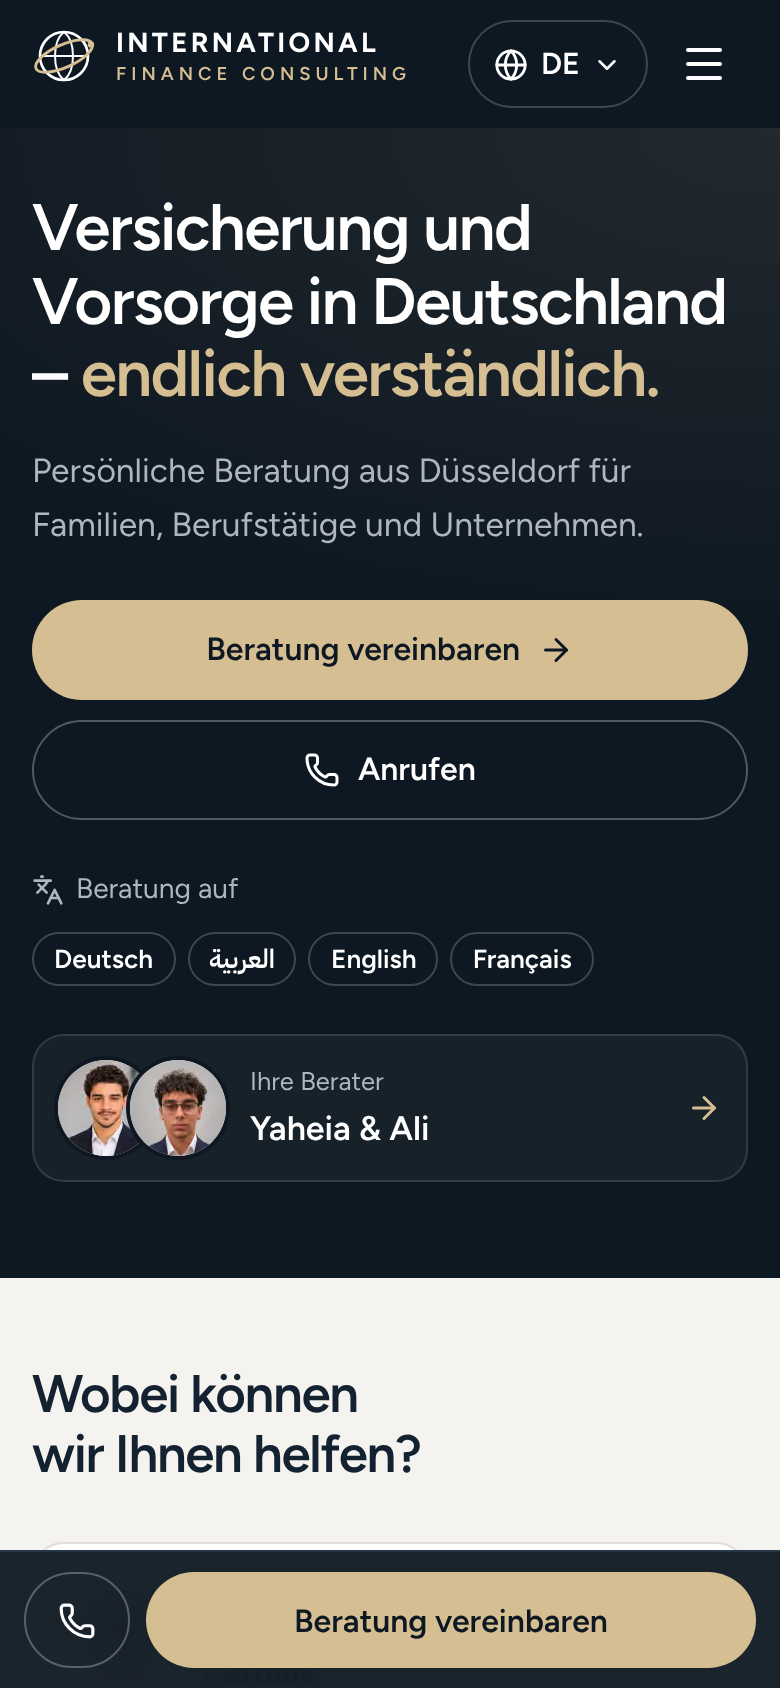 INTERNATIONAL
FINANCE CONSULTING
DE
Versicherung und
Vorsorge in Deutschland
– endlich verständlich.
Persönliche Beratung aus Düsseldorf für
Familien, Berufstätige und Unternehmen.
Beratung vereinbaren
Anrufen
Beratung auf
Deutsch
العربية
English
Français
Ihre Berater
Yaheia & Ali
Wobei können
wir Ihnen helfen?
Beratung vereinbaren